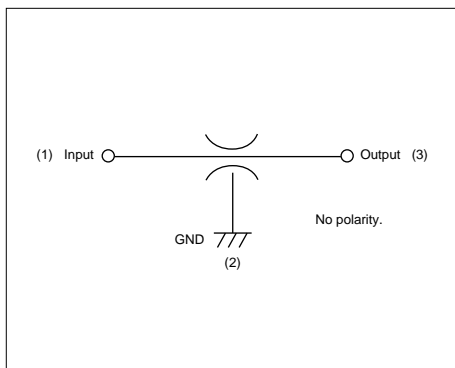 (1) Input Output (3)
No polarity.
GND
(2)